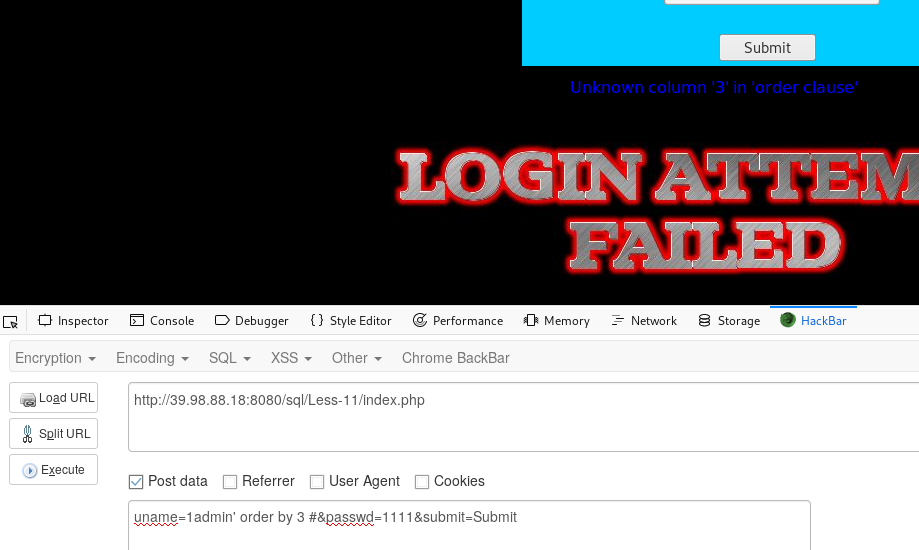 Submit
Unknown column '3' in 'order clause'
LOGIN ATTEM
FAILED
Inspector Console Debugger { } Style Editor Performance Memory Network Storage HackBar
Encryption Encoding SQL XSS Other Chrome BackBar
Load URL
http://39.98.88.18:8080/sql/Less-11/index.php
Split URL
Execute
Post data Referrer User Agent Cookies
uname=1admin' order by 3 #&passwd=1111&submit=Submit